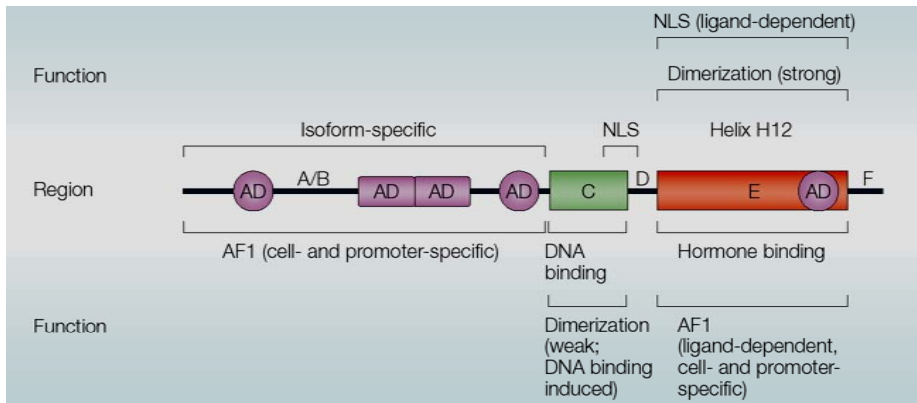 NLS (ligand-dependent)
Function
Dimerization (strong)
Isoform-specific
NLS
Helix H12
Region
AD
A/B
AD
AD
AD
C
D
E
AD
F
AF1 (cell- and promoter-specific)
DNA
binding
Hormone binding
Function
Dimerization
(weak;
DNA binding
induced)
AF1
(ligand-dependent,
cell- and promoter-
specific)